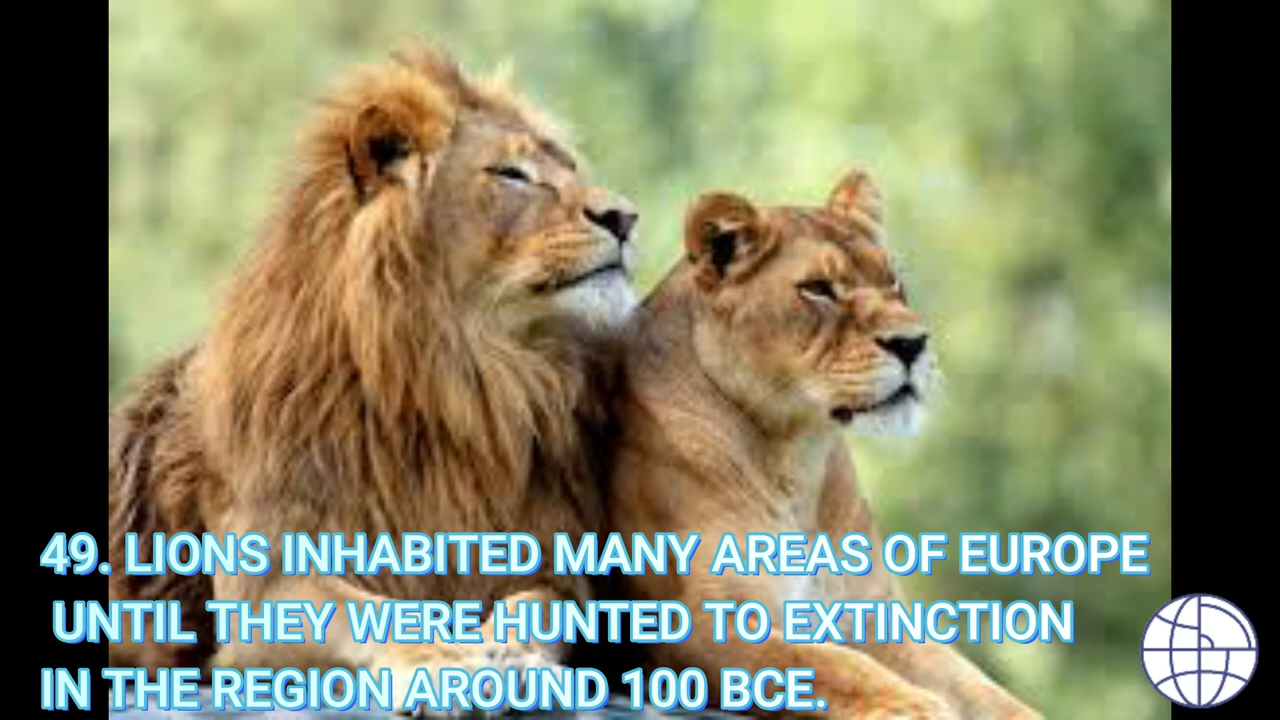 49. LIONS INHABITED MANY AREAS OF EUROPE
UNTIL THEY WERE HUNTED TO EXTINCTION
IN THE REGION AROUND 100 BCE.